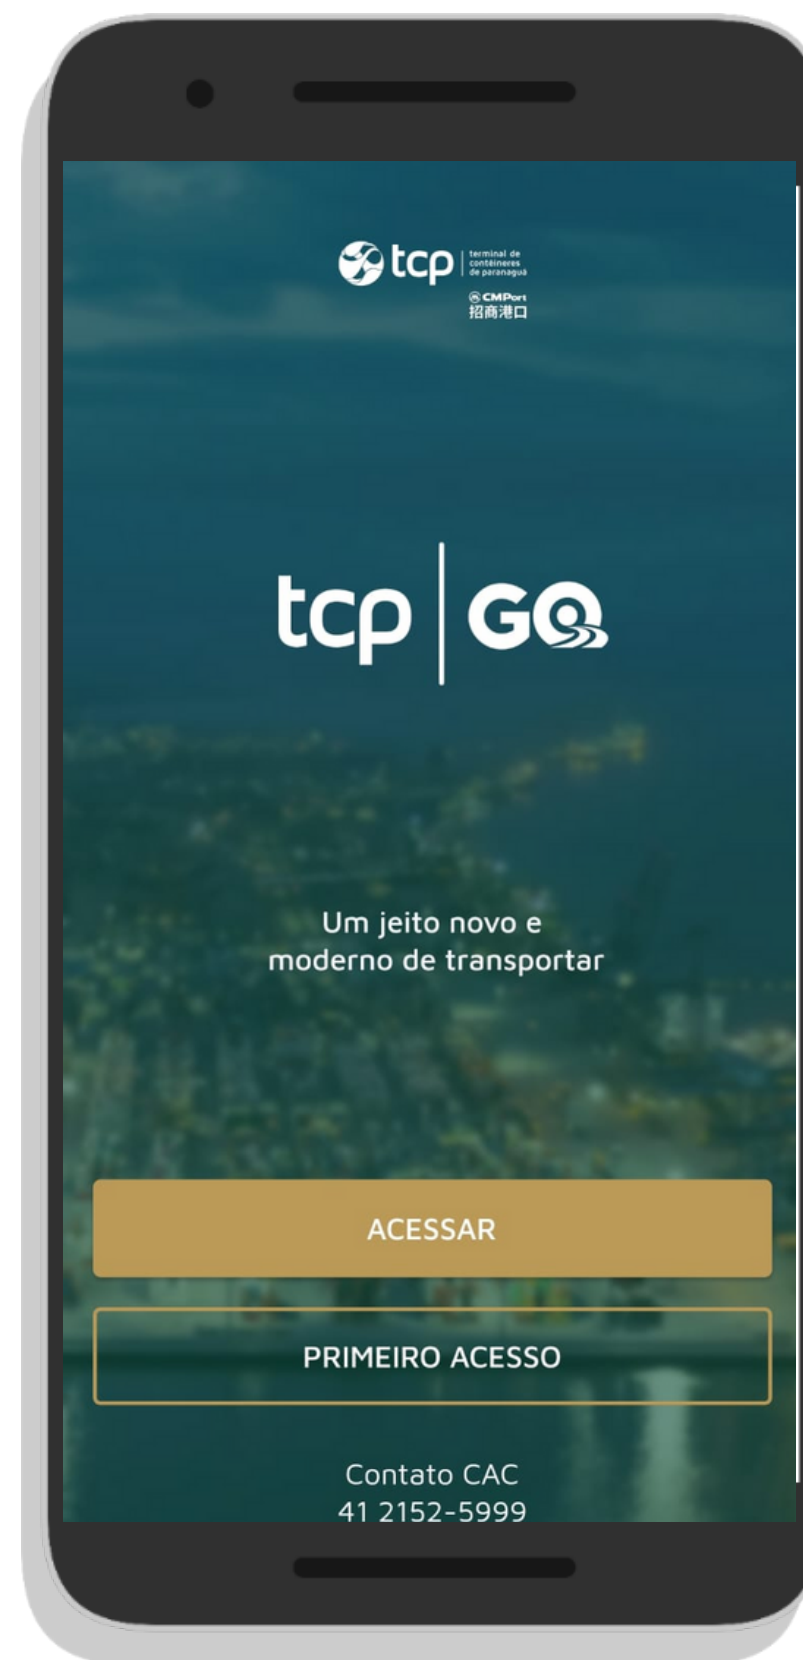 tcp
terminal de
contêineres
de paranaguá
CMPort
招商港口
tcp GO
Um jeito novo e
moderno de transportar
ACESSAR
PRIMEIRO ACESSO
Contato CAC
41 2152-5999